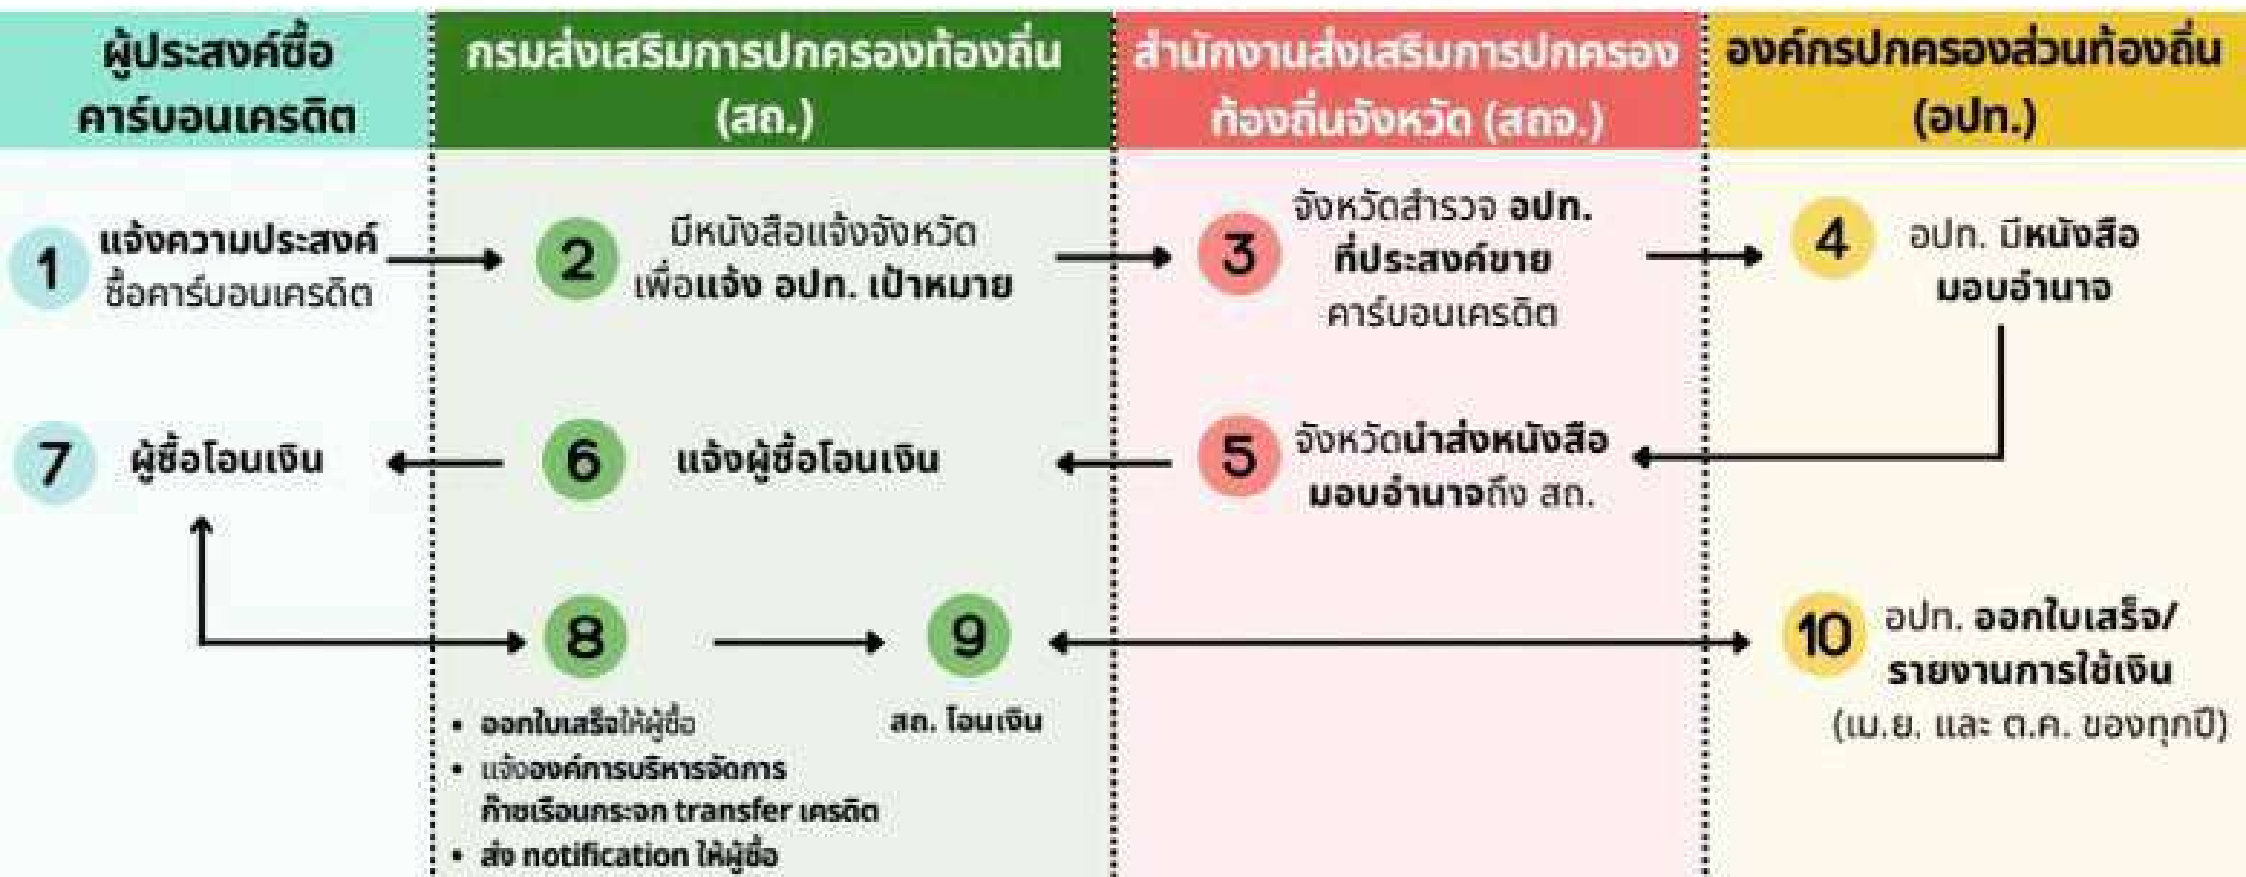 ผู้ประสงค์ซื้อ
คาร์บอนเครดิต
กรมส่งเสริมการปกครองท้องถิ่น
(สถ.)
สำนักงานส่งเสริมการปกครอง
ท้องถิ่นจังหวัด (สถจ.)
องค์กรปกครองส่วนท้องถิ่น
(อปท.)
1
แจ้งความประสงค์
ซื้อคาร์บอนเครดิต
2
มีหนังสือแจ้งจังหวัด
เพื่อแจ้ง อปท. เป้าหมาย
3
จังหวัดสำรวจ อปท.
ที่ประสงค์ขาย
คาร์บอนเครดิต
4
อปท. มีหนังสือ
มอบอำนาจ
7
ผู้ซื้อโอนเงิน
6
แจ้งผู้ซื้อโอนเงิน
5
จังหวัดนำส่งหนังสือ
มอบอำนาจถึง สถ.
8
• ออกใบเสร็จให้ผู้ซื้อ
• แจ้งองค์การบริหารจัดการ
ก๊าซเรือนกระจก transfer เครดิต
• ส่ง notification ให้ผู้ซื้อ
9
สถ. โอนเงิน
10
อปท. ออกใบเสร็จ/
รายงานการใช้เงิน
(เม.ย. และ ต.ค. ของทุกปี)